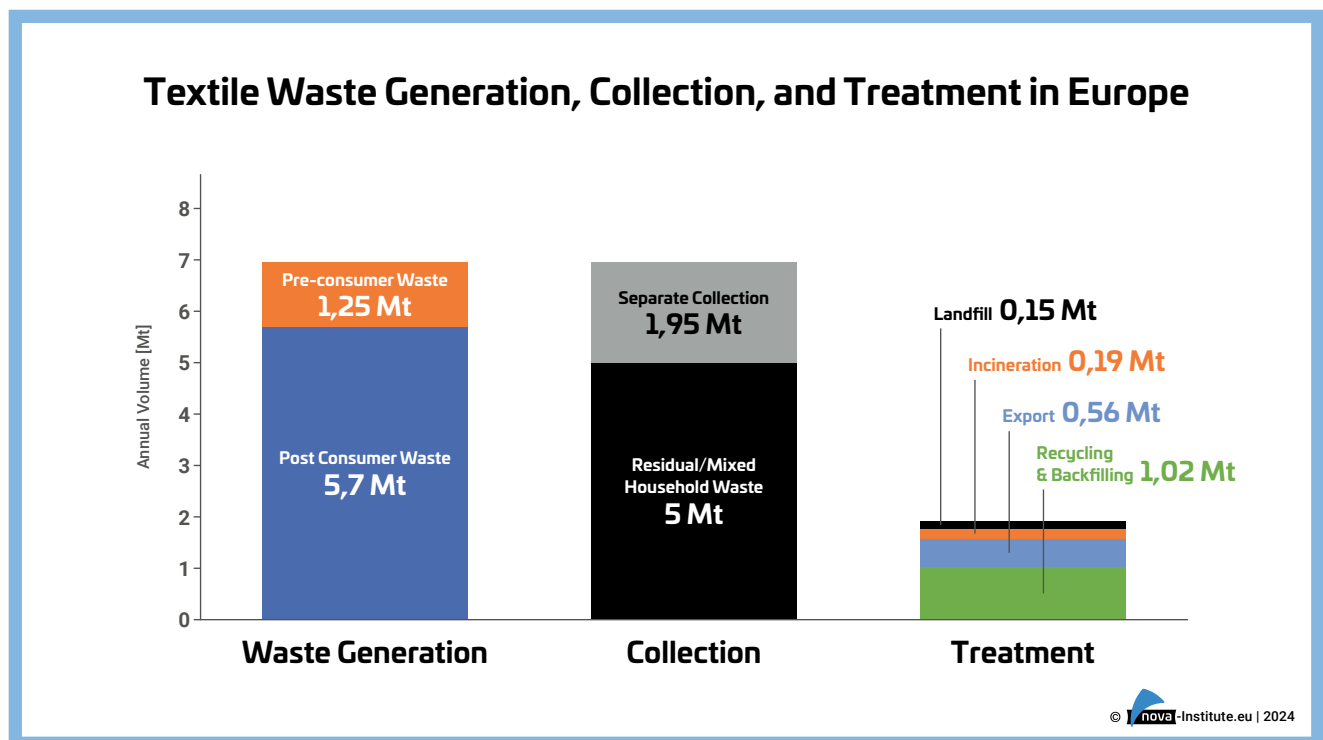 Textile Waste Generation, Collection, and Treatment in Europe
Annual Volume [Mt]
8
7
6
5
4
3
2
1
0
Pre-consumer Waste
1,25 Mt
Post Consumer Waste
5,7 Mt
Separate Collection
1,95 Mt
Residual/Mixed
Household Waste
5 Mt
Landfill 0,15 Mt
Incineration 0,19 Mt
Export 0,56 Mt
Recycling
& Backfilling 1,02 Mt
Waste Generation
Collection
Treatment
© nova-Institute.eu | 2024